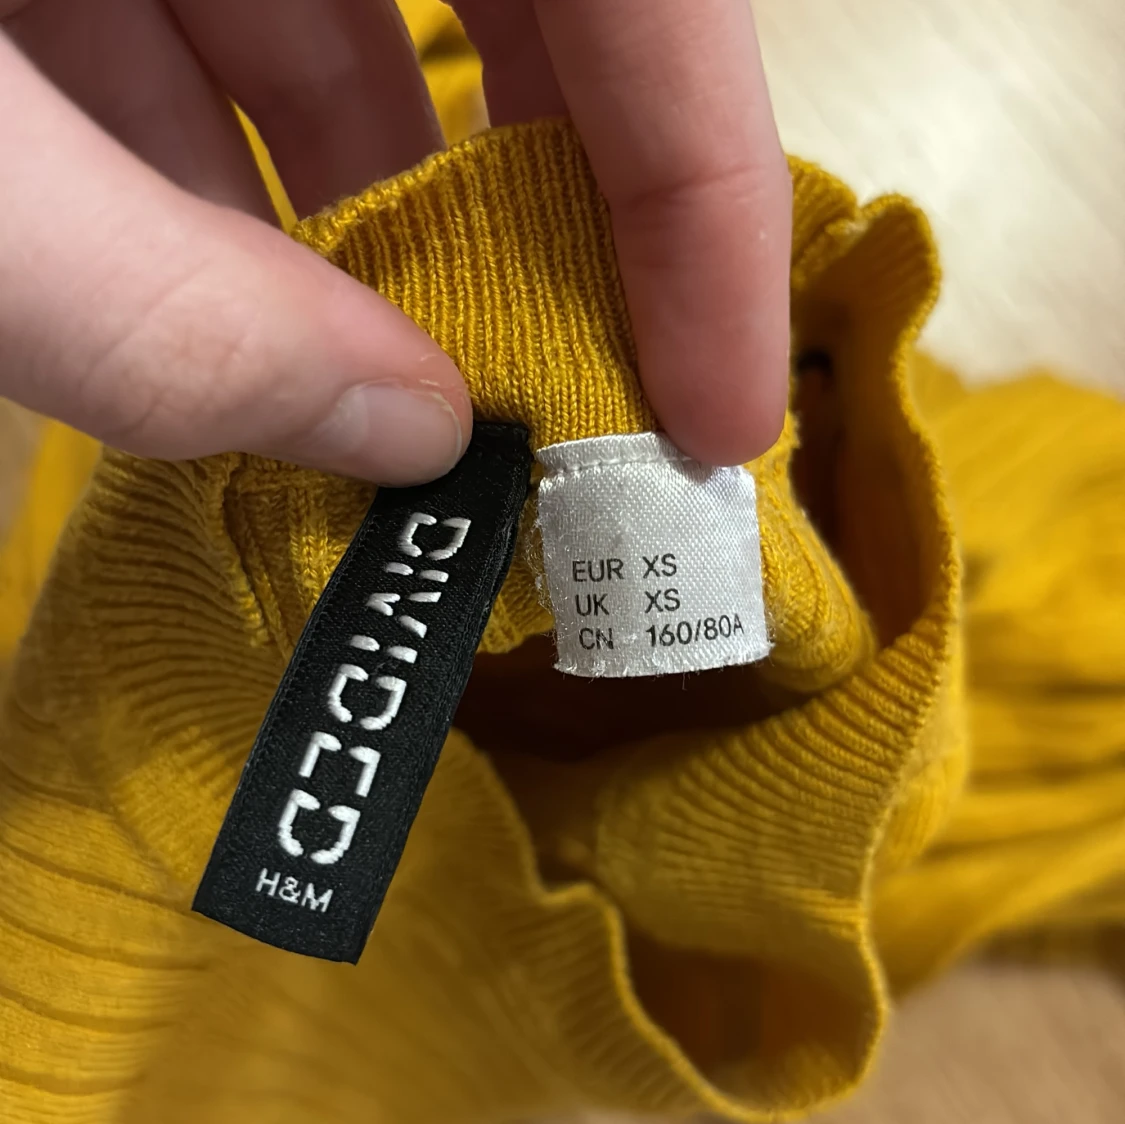 DIVIDED
H&M
EUR XS
UK XS
CN 160/80A